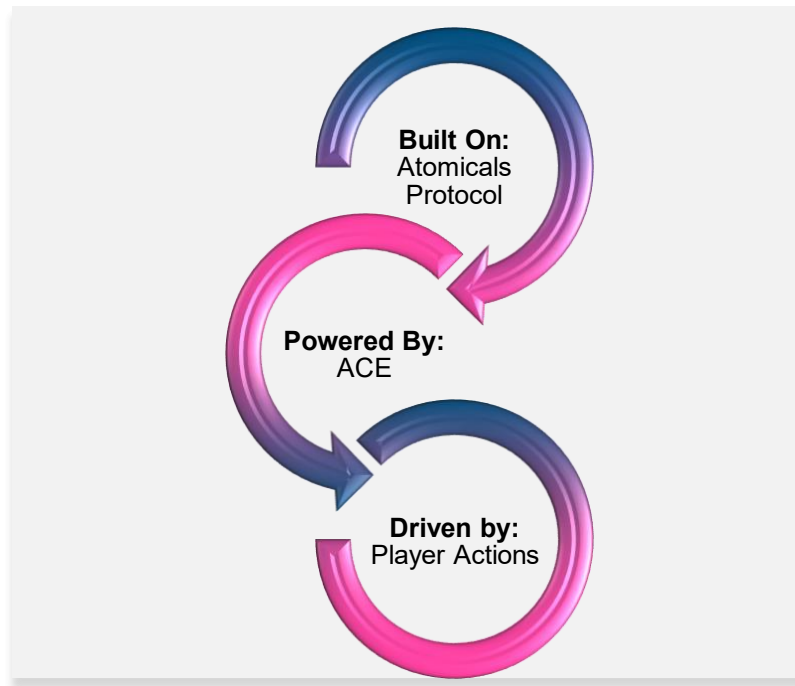 Built On:
Atomicals
Protocol
Powered By:
ACE
Driven by:
Player Actions